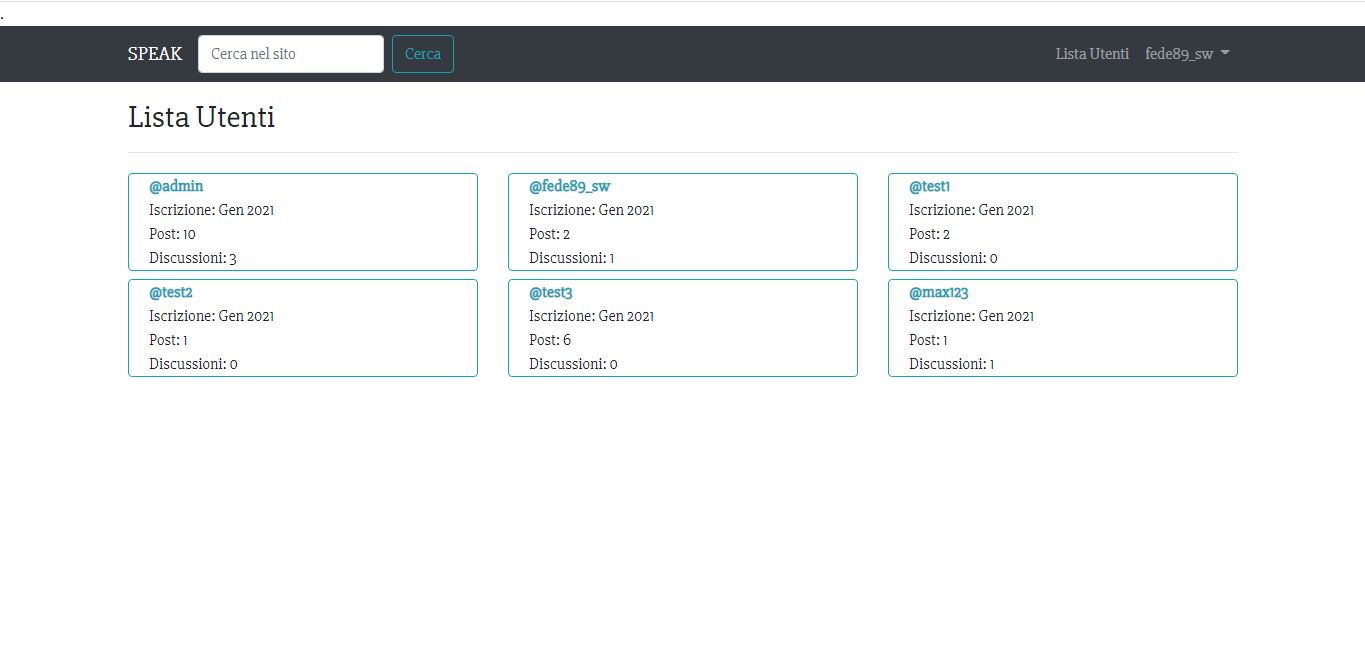 .
SPEAK Cerca nel sito Cerca Lista Utenti fede89_sw
Lista Utenti
@admin
Iscrizione: Gen 2021
Post: 10
Discussioni: 3
@fede89_sw
Iscrizione: Gen 2021
Post: 2
Discussioni: 1
@test1
Iscrizione: Gen 2021
Post: 2
Discussioni: 0
@test2
Iscrizione: Gen 2021
Post: 1
Discussioni: 0
@test3
Iscrizione: Gen 2021
Post: 6
Discussioni: 0
@max123
Iscrizione: Gen 2021
Post: 1
Discussioni: 1